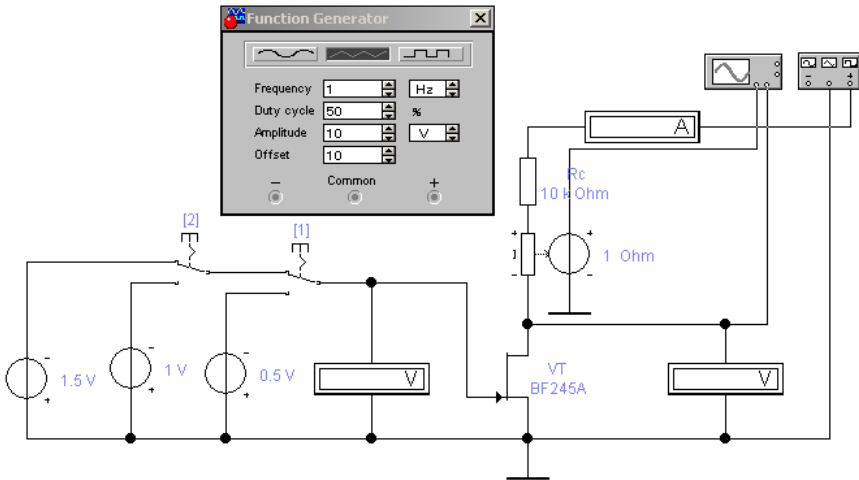 Function Generator
Frequency 1 Hz
Duty cycle 50 %
Amplitude 10 V
Offset 10
− Common +
A
− +
Rc
10 k Ohm
[2]
[1]
+
I
−
+
−
1 Ohm
−
1.5 V
+
−
1 V
+
−
0.5 V
+
V
VT
BF245A
V